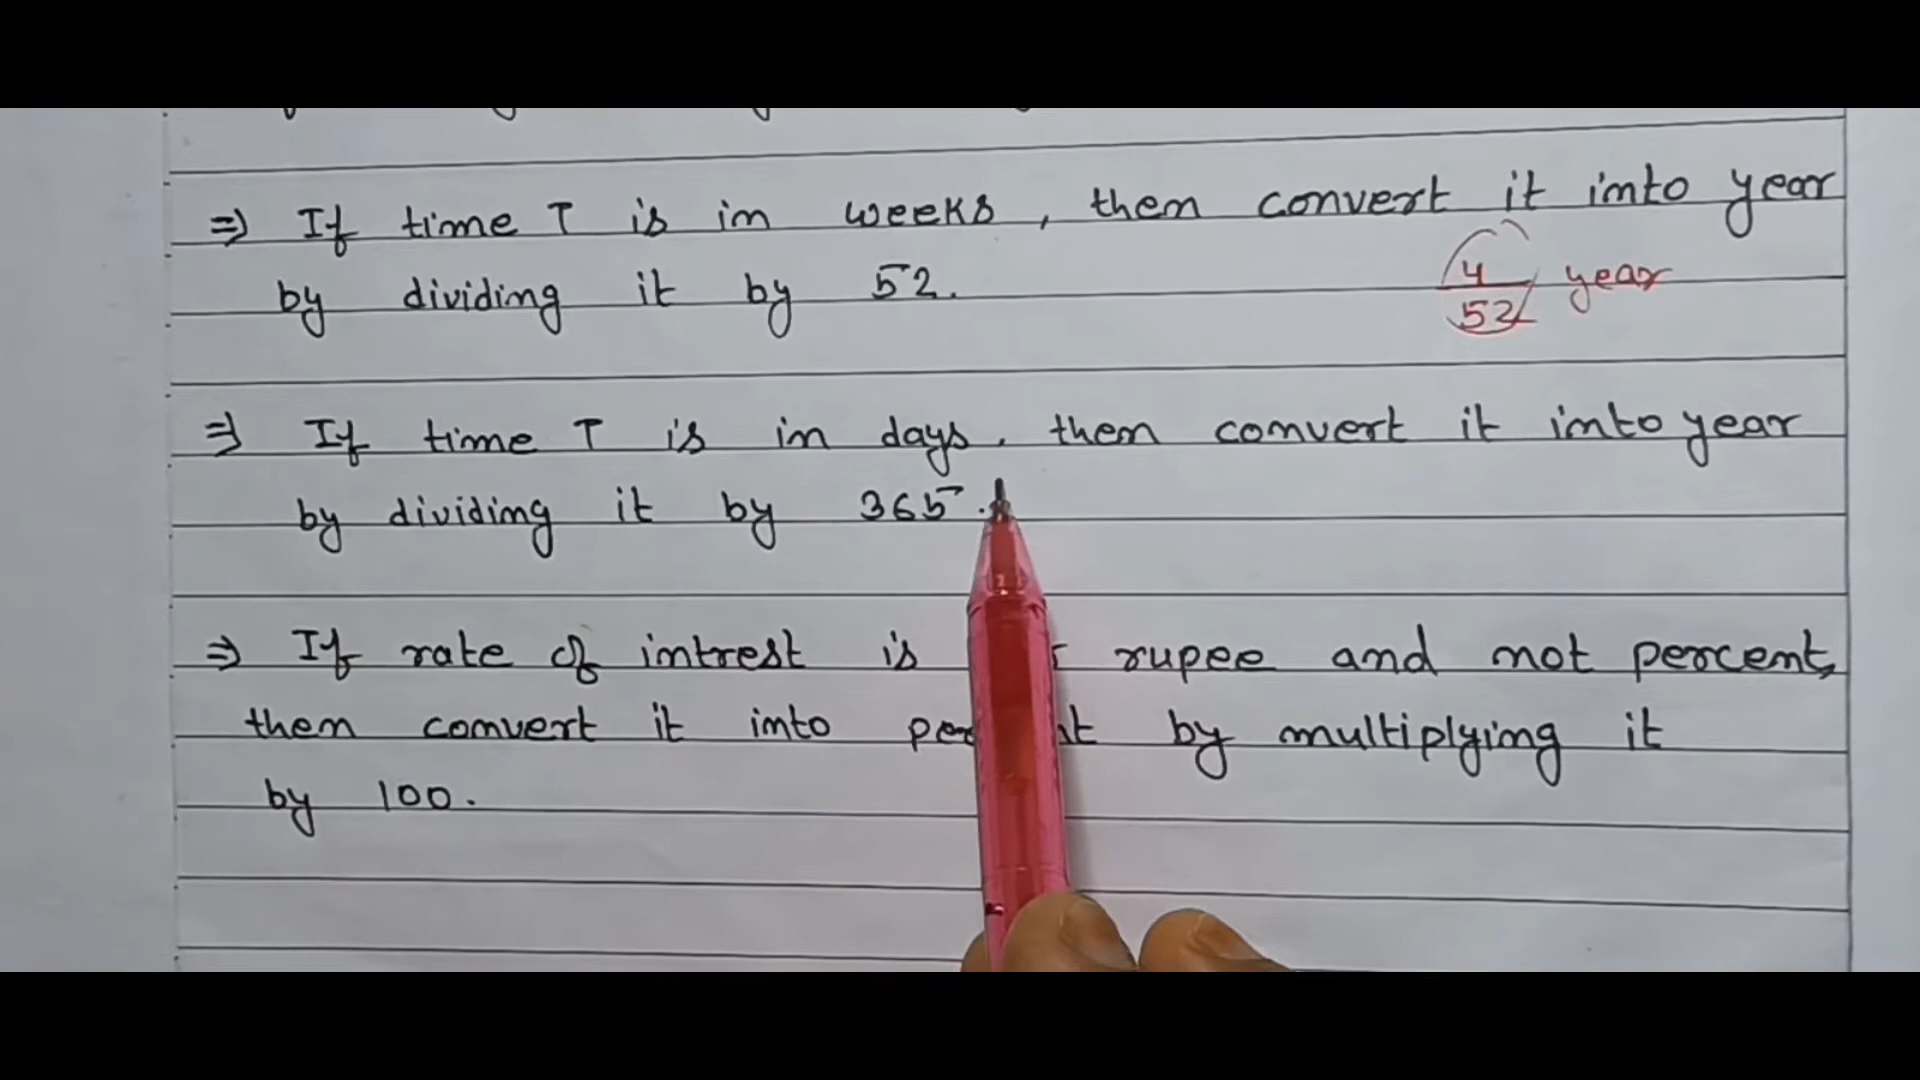 ⇒ If time T is in weeks, then convert it into year
by dividing it by 52.
4/52 year
⇒ If time T is in days, then convert it into year
by dividing it by 365.
⇒ If rate of intrest is rupee and not percent,
then convert it into by multiplying it
by 100.